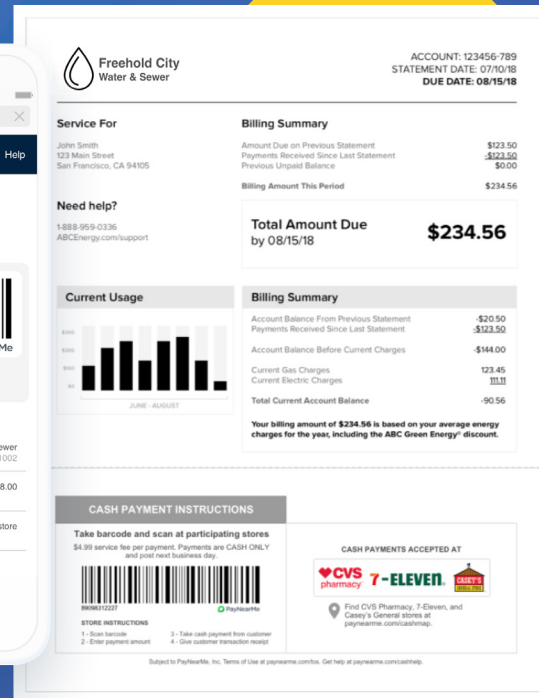 Help
Me
ewer
1002
8.00
store
Freehold City
Water & Sewer
ACCOUNT: 123456-789
STATEMENT DATE: 07/10/18
DUE DATE: 08/15/18
Service For
John Smith
123 Main Street
San Francisco, CA 94105
Need help?
1-888-959-0336
ABCEnergy.com/support
Billing Summary
Amount Due on Previous Statement $123.50
Payments Received Since Last Statement -$123.50
Previous Unpaid Balance $0.00
Billing Amount This Period $234.56
Total Amount Due
by 08/15/18
$234.56
Current Usage
$0
JUNE - AUGUST
Billing Summary
Account Balance From Previous Statement -$20.50
Payments Received Since Last Statement -$123.50
Account Balance Before Current Charges -$144.00
Current Gas Charges 123.45
Current Electric Charges 111.11
Total Current Account Balance -90.56
Your billing amount of $234.56 is based on your average energy
charges for the year, including the ABC Green Energy® discount.
CASH PAYMENT INSTRUCTIONS
Take barcode and scan at participating stores
$4.99 service fee per payment. Payments are CASH ONLY
and post next business day.
89098312227
PayNearMe
STORE INSTRUCTIONS
1 - Scan barcode
2 - Enter payment amount
3 - Take cash payment from customer
4 - Give customer transaction receipt
CASH PAYMENTS ACCEPTED AT
CVS
pharmacy
7-ELEVEN.
CASEY'S
Find CVS Pharmacy, 7-Eleven, and
Casey's General stores at
paynearme.com/cashmap.
Subject to PayNearMe, Inc. Terms of Use at paynearme.com/tos. Get help at paynearme.com/cashhelp.